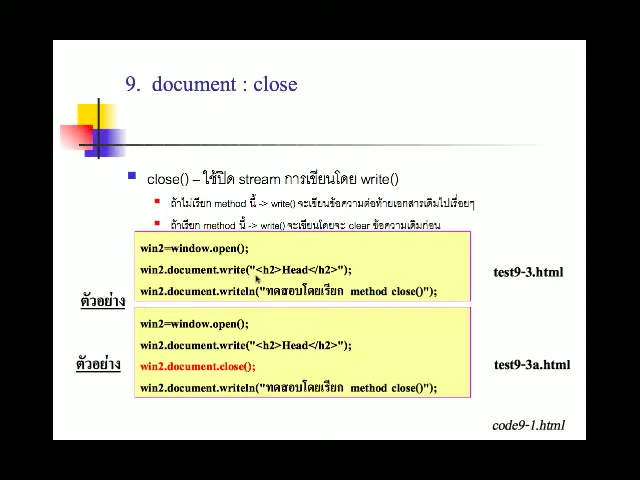 9. document : close
close() – ใช้ปิด stream การเขียนโดย write()
ถ้าไม่เรียก method นี้ -> write() จะเขียนข้อความต่อท้ายเอกสารเดิมไปเรื่อยๆ
ถ้าเรียก method นี้ -> write() จะเขียนโดยจะ clear ข้อความเดิมก่อน
win2=window.open();
win2.document.write("<h2>Head</h2>");
win2.document.writeln("ทดสอบโดยเรียก method close()");
test9-3.html
ตัวอย่าง
win2=window.open();
win2.document.write("<h2>Head</h2>");
win2.document.close();
win2.document.writeln("ทดสอบโดยเรียก method close()");
ตัวอย่าง
test9-3a.html
code9-1.html